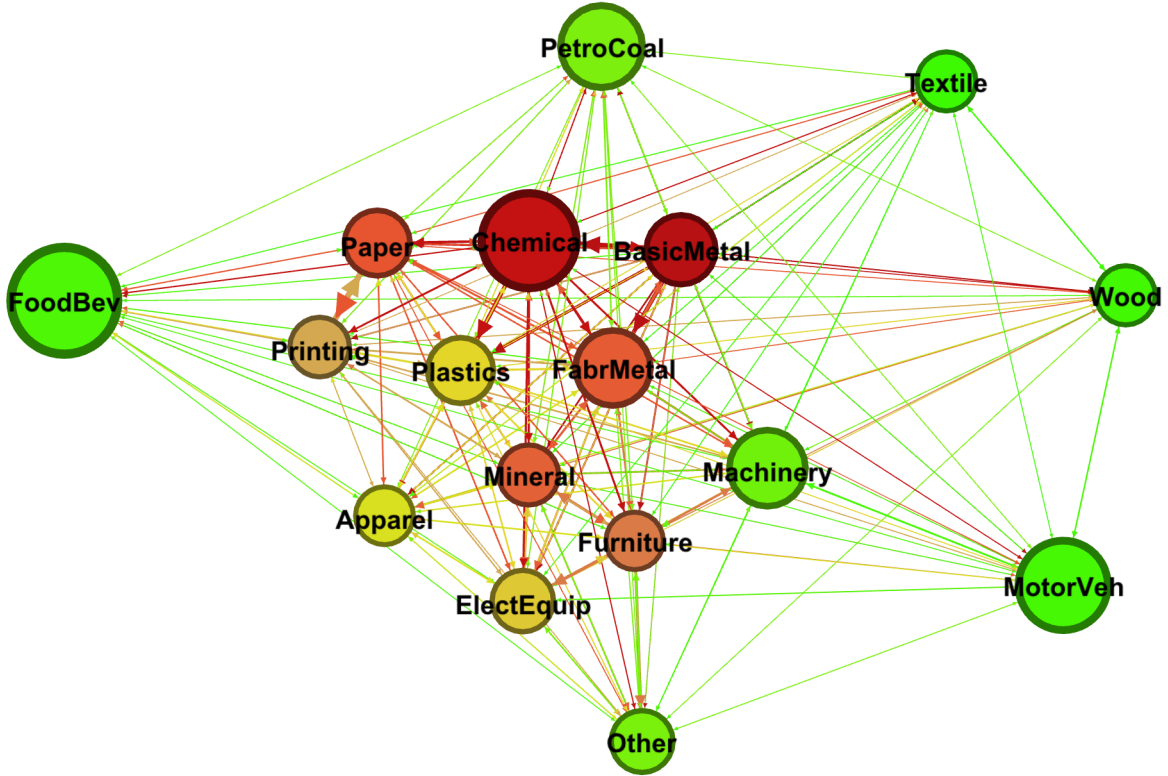 PetroCoal
Textile
Paper
Chemical
BasicMetal
FoodBev
Wood
Printing
Plastics
FabrMetal
Mineral
Machinery
Apparel
Furniture
ElectEquip
MotorVeh
Other